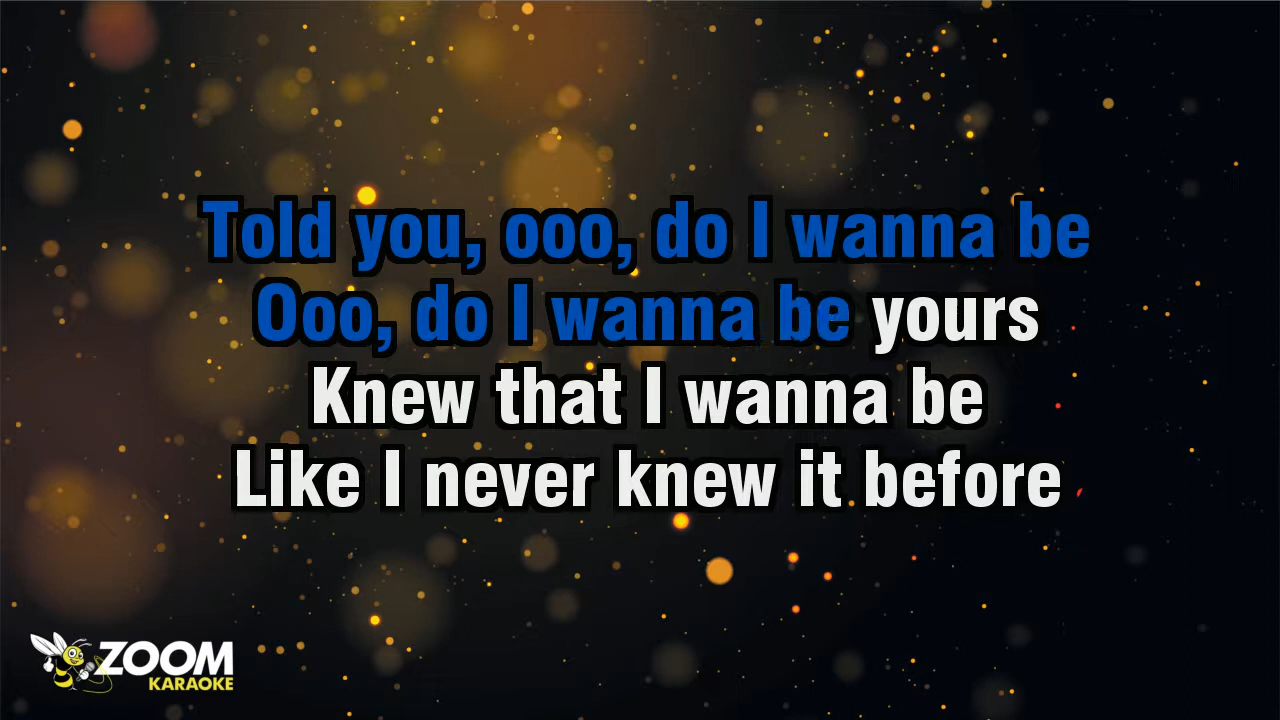 Told you, ooo, do I wanna be
Ooo, do I wanna be yours
Knew that I wanna be
Like I never knew it before
ZOOM
KARAOKE